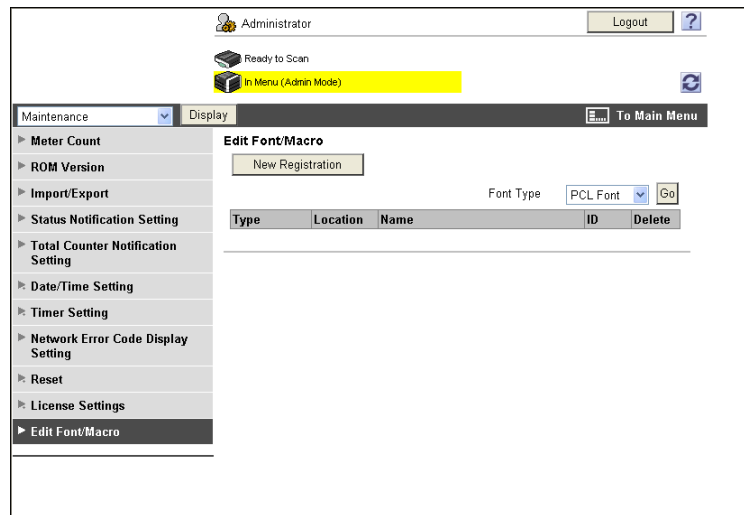 Administrator
Logout
?
Ready to Scan
In Menu (Admin Mode)
Maintenance
Display
To Main Menu
Meter Count
ROM Version
Import/Export
Status Notification Setting
Total Counter Notification
Setting
Date/Time Setting
Timer Setting
Network Error Code Display
Setting
Reset
License Settings
Edit Font/Macro
Edit Font/Macro
New Registration
Font Type
PCL Font
Go
Type Location Name ID Delete